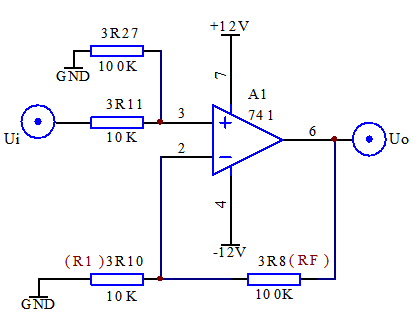 +12V
3R27
100K
GND
7
A1
741
3R11
3
Ui
10K
6
Uo
2
4
-12V
(R1)3R10
3R8(RF)
10K
100K
GND